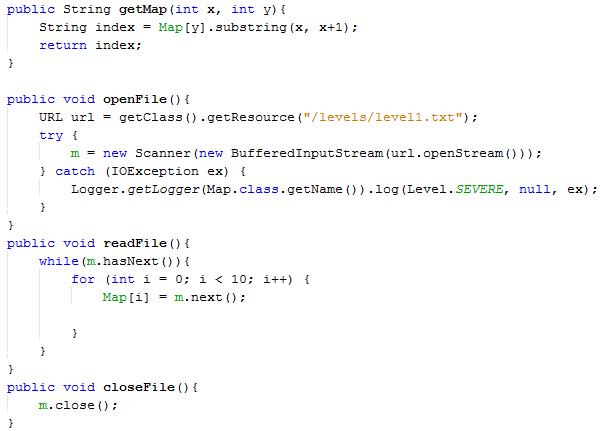 public String getMap(int x, int y){
    String index = Map[y].substring(x, x+1);
    return index;
}

public void openFile(){
    URL url = getClass().getResource("/levels/level1.txt");
    try {
        m = new Scanner(new BufferedInputStream(url.openStream()));
    } catch (IOException ex) {
        Logger.getLogger(Map.class.getName()).log(Level.SEVERE, null, ex);
    }
}
public void readFile(){
    while(m.hasNext()){
        for (int i = 0; i < 10; i++) {
            Map[i] = m.next();

        }
    }
}
public void closeFile(){
    m.close();
}